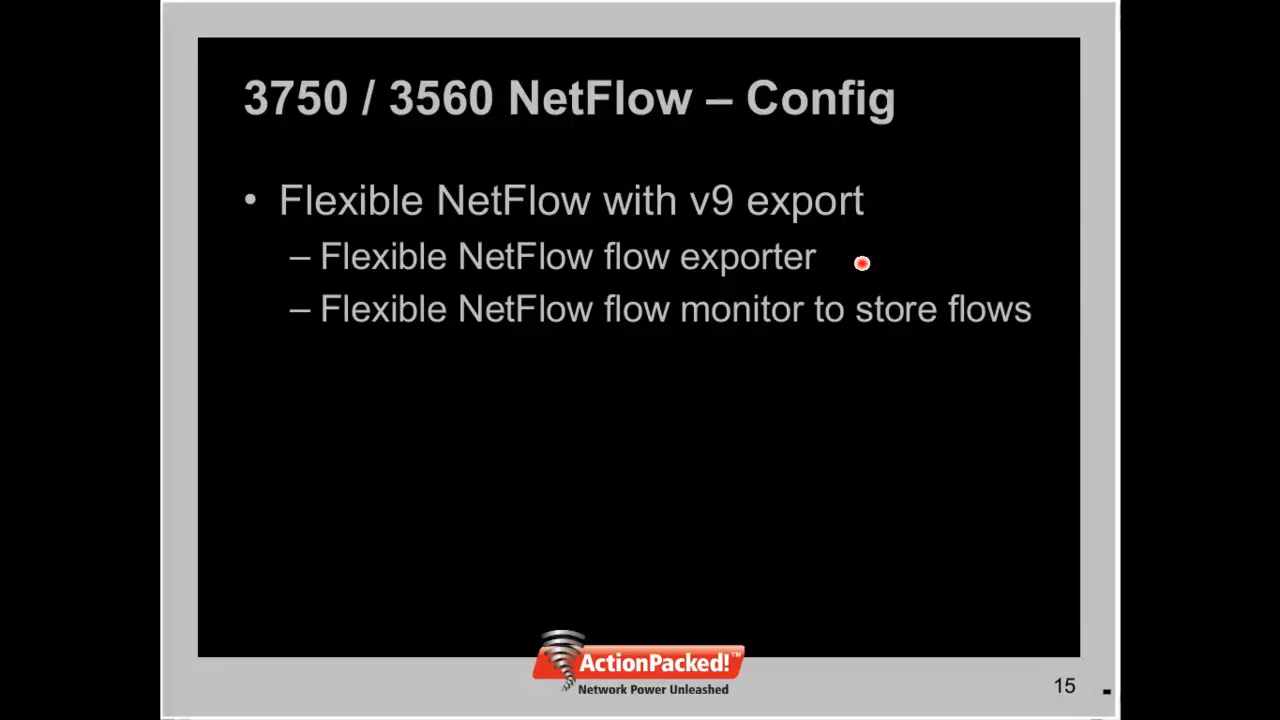 3750 / 3560 NetFlow – Config
• Flexible NetFlow with v9 export
– Flexible NetFlow flow exporter
– Flexible NetFlow flow monitor to store flows
ActionPacked!™
Network Power Unleashed
15